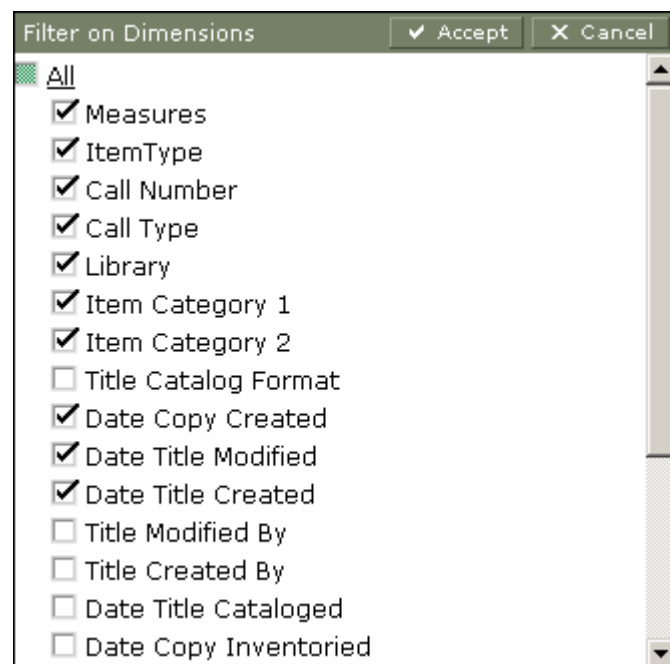 Filter on Dimensions Accept Cancel
All
Measures
ItemType
Call Number
Call Type
Library
Item Category 1
Item Category 2
Title Catalog Format
Date Copy Created
Date Title Modified
Date Title Created
Title Modified By
Title Created By
Date Title Cataloged
Date Copy Inventoried